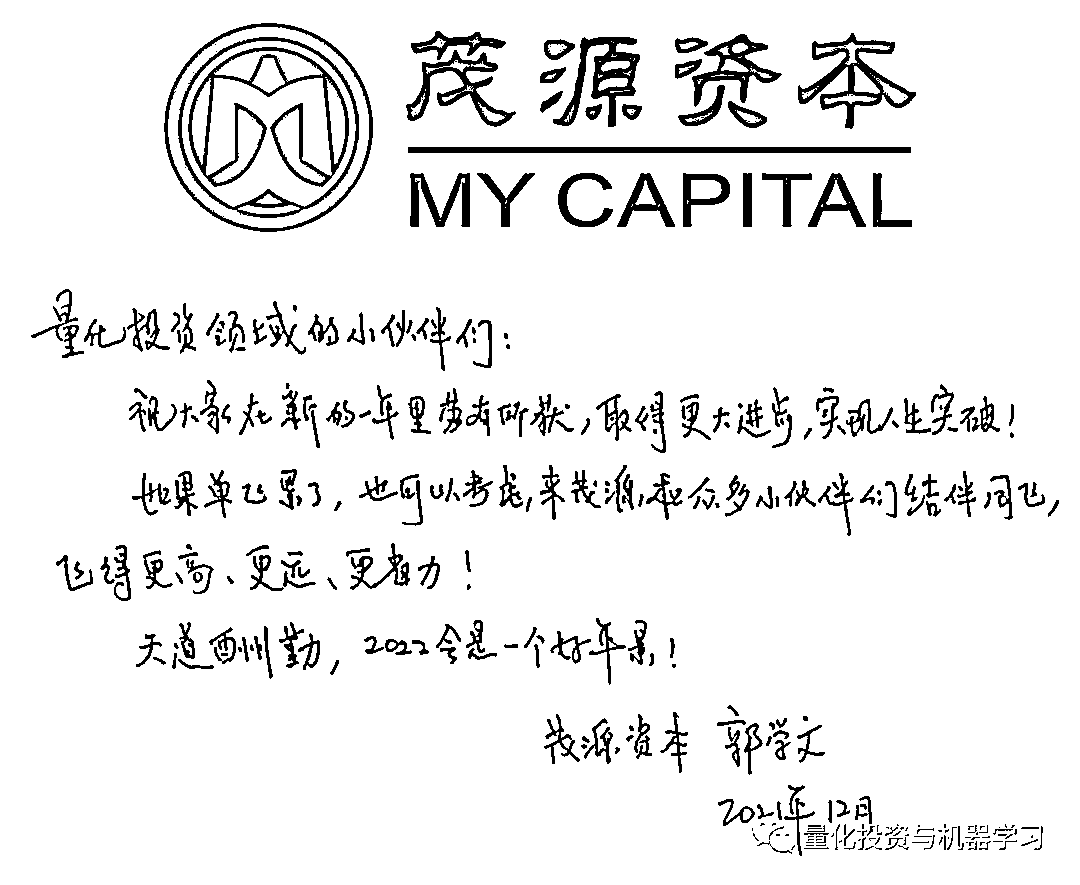 茂源资本
MY CAPITAL
量化投资领域的小伙伴们：
祝大家在新的一年里劳有所获，取得更大进步，实现人生突破！
如果单飞累了，也可以考虑来茂源，和众多小伙伴们结伴同飞，
飞得更高、更远、更省力！
天道酬勤，2022会是一个好年景！
茂源资本 郭学文
2021年12月
量化投资与机器学习